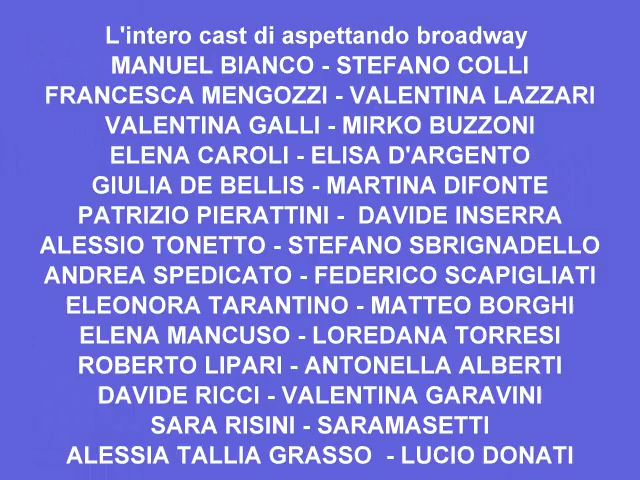 L'intero cast di aspettando broadway
MANUEL BIANCO - STEFANO COLLI
FRANCESCA MENGOZZI - VALENTINA LAZZARI
VALENTINA GALLI - MIRKO BUZZONI
ELENA CAROLI - ELISA D'ARGENTO
GIULIA DE BELLIS - MARTINA DIFONTE
PATRIZIO PIERATTINI -  DAVIDE INSERRA
ALESSIO TONETTO - STEFANO SBRIGNADELLO
ANDREA SPEDICATO - FEDERICO SCAPIGLIATI
ELEONORA TARANTINO - MATTEO BORGHI
ELENA MANCUSO - LOREDANA TORRESI
ROBERTO LIPARI - ANTONELLA ALBERTI
DAVIDE RICCI - VALENTINA GARAVINI
SARA RISINI - SARAMASETTI
ALESSIA TALLIA GRASSO  - LUCIO DONATI